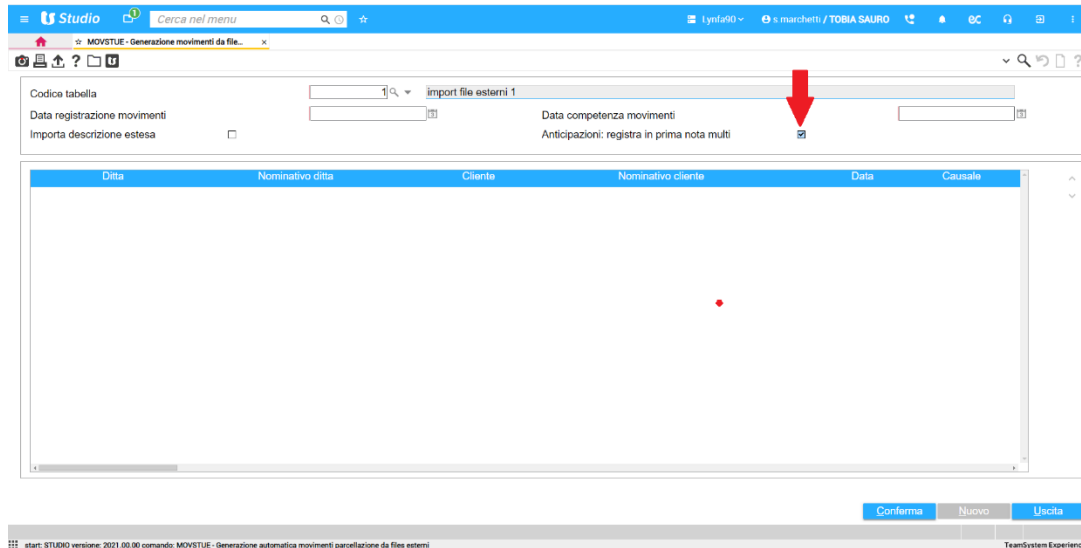 Studio 1 Cerca nel menu Lynfa90 s.marchetti / TOBIA SAURO ec
MOVSTUE - Generazione movimenti da file... ×
Codice tabella 1 import file esterni 1
Data registrazione movimenti Data competenza movimenti
Importa descrizione estesa Anticipazioni: registra in prima nota multi
Ditta Nominativo ditta Cliente Nominativo cliente Data Causale
Conferma Nuovo Uscita
start: STUDIO versione: 2021.00.00 comando: MOVSTUE - Generazione automatica movimenti parcellazione da files esterni TeamSystem Experienc